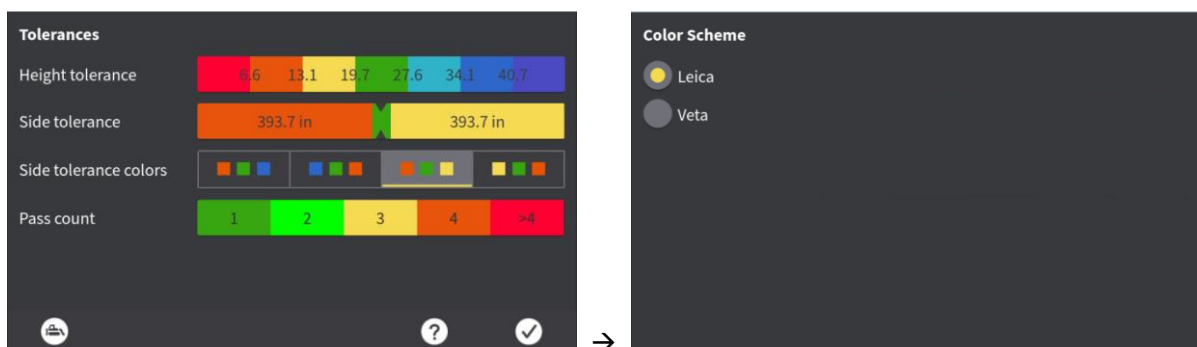 Tolerances
Height tolerance 6.6 13.1 19.7 27.6 34.1 40.7
Side tolerance 393.7 in 393.7 in
Side tolerance colors
Pass count 1 2 3 4 >4
?
→
Color Scheme
Leica
Veta